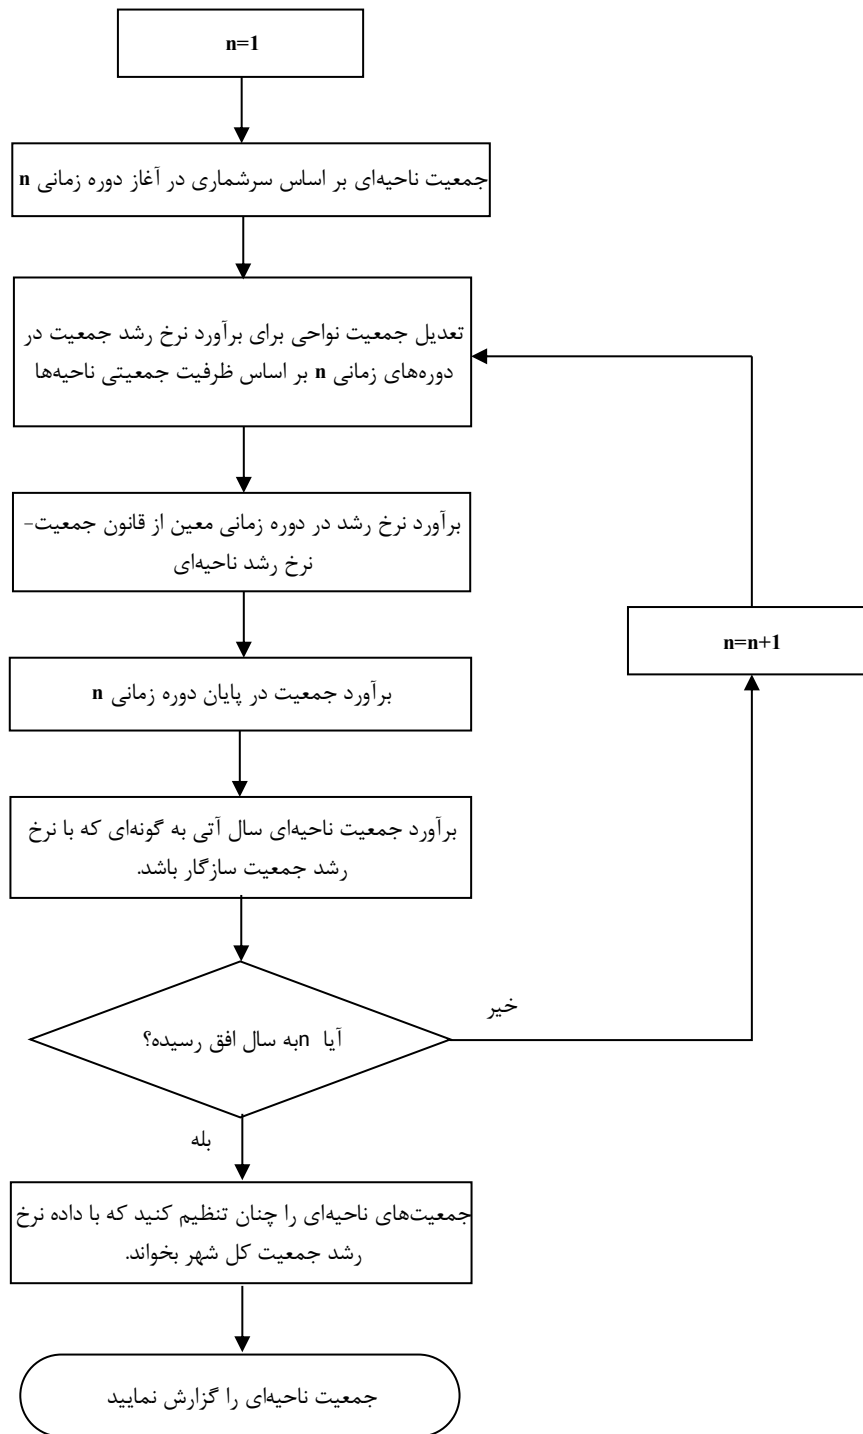 n=1
جمعیت ناحیه‌ای بر اساس سرشماری در آغاز دوره زمانی n
تعدیل جمعیت نواحی برای برآورد نرخ رشد جمعیت در
دوره‌های زمانی n بر اساس ظرفیت جمعیتی ناحیه‌ها
برآورد نرخ رشد در دوره زمانی معین از قانون جمعیت-
نرخ رشد ناحیه‌ای
n=n+1
برآورد جمعیت در پایان دوره زمانی n
برآورد جمعیت ناحیه‌ای سال آتی به گونه‌ای که با نرخ
رشد جمعیت سازگار باشد.
خیر
آیا nبه سال افق رسیده؟
بله
جمعیت‌های ناحیه‌ای را چنان تنظیم کنید که با داده نرخ
رشد جمعیت کل شهر بخواند.
جمعیت ناحیه‌ای را گزارش نمایید